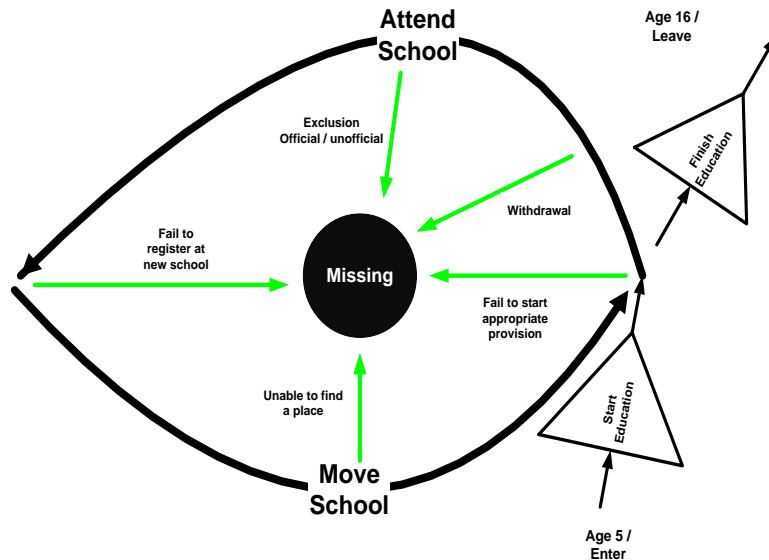 Attend
School
Age 16 /
Leave
Exclusion
Official / unofficial
Finish
Education
Withdrawal
Fail to
register at
new school
Missing
Fail to start
appropriate
provision
Unable to find
a place
Start
Education
Move
School
Age 5 /
Enter